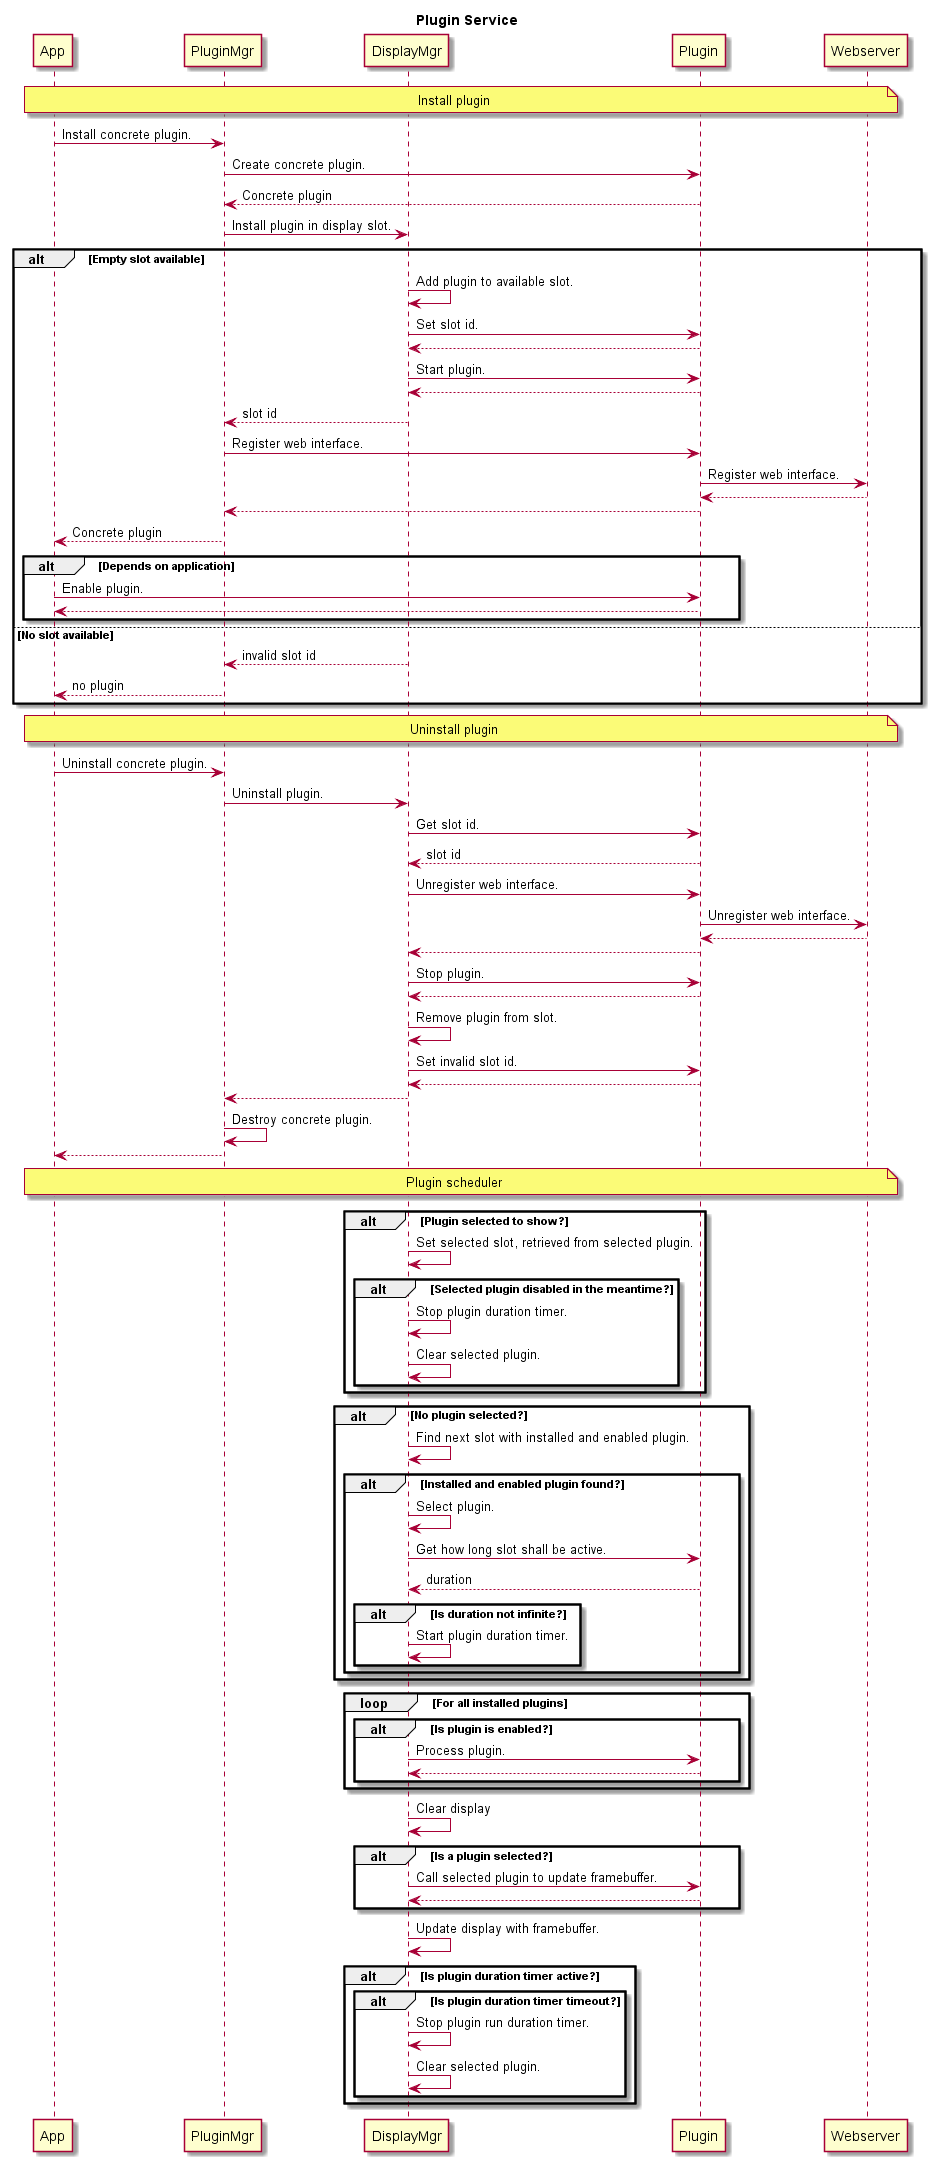 Plugin Service
App PluginMgr DisplayMgr Plugin Webserver
Install plugin
Install concrete plugin.
Create concrete plugin.
Concrete plugin
Install plugin in display slot.
alt [Empty slot available]
Add plugin to available slot.
Set slot id.
Start plugin.
slot id
Register web interface.
Register web interface.
Concrete plugin
alt [Depends on application]
Enable plugin.
[No slot available]
invalid slot id
no plugin
Uninstall plugin
Uninstall concrete plugin.
Uninstall plugin.
Get slot id.
slot id
Unregister web interface.
Unregister web interface.
Stop plugin.
Remove plugin from slot.
Set invalid slot id.
Destroy concrete plugin.
Plugin scheduler
alt [Plugin selected to show?]
Set selected slot, retrieved from selected plugin.
alt [Selected plugin disabled in the meantime?]
Stop plugin duration timer.
Clear selected plugin.
alt [No plugin selected?]
Find next slot with installed and enabled plugin.
alt [Installed and enabled plugin found?]
Select plugin.
Get how long slot shall be active.
duration
alt [Is duration not infinite?]
Start plugin duration timer.
loop [For all installed plugins]
alt [Is plugin is enabled?]
Process plugin.
Clear display
alt [Is a plugin selected?]
Call selected plugin to update framebuffer.
Update display with framebuffer.
alt [Is plugin duration timer active?]
alt [Is plugin duration timer timeout?]
Stop plugin run duration timer.
Clear selected plugin.
App PluginMgr DisplayMgr Plugin Webserver